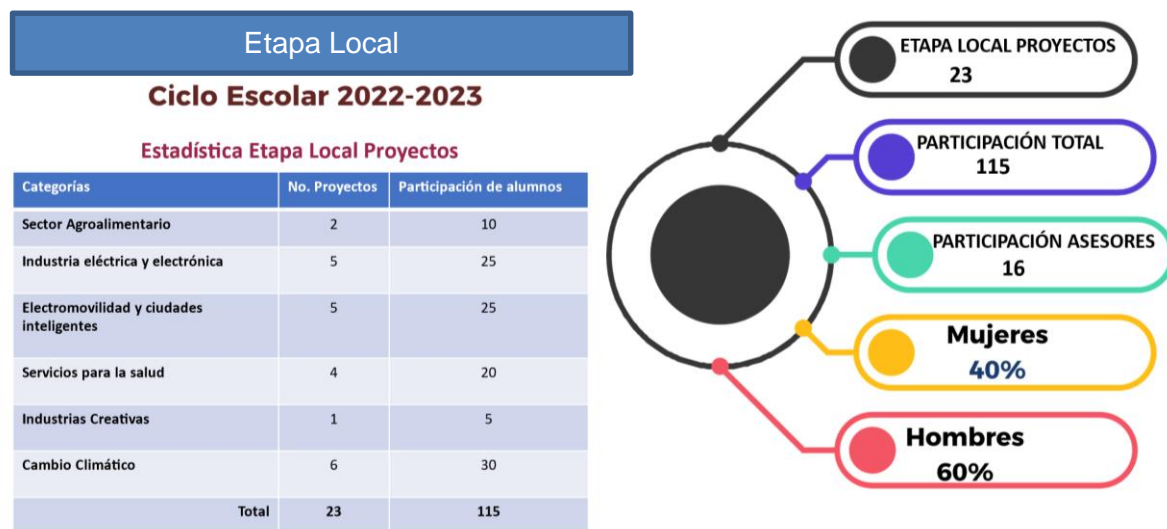 Etapa Local
Ciclo Escolar 2022-2023
Estadística Etapa Local Proyectos
Categorías No. Proyectos Participación de alumnos
Sector Agroalimentario 2 10
Industria eléctrica y electrónica 5 25
Electromovilidad y ciudades
inteligentes 5 25
Servicios para la salud 4 20
Industrias Creativas 1 5
Cambio Climático 6 30
Total 23 115
ETAPA LOCAL PROYECTOS
23
PARTICIPACIÓN TOTAL
115
PARTICIPACIÓN ASESORES
16
Mujeres
40%
Hombres
60%